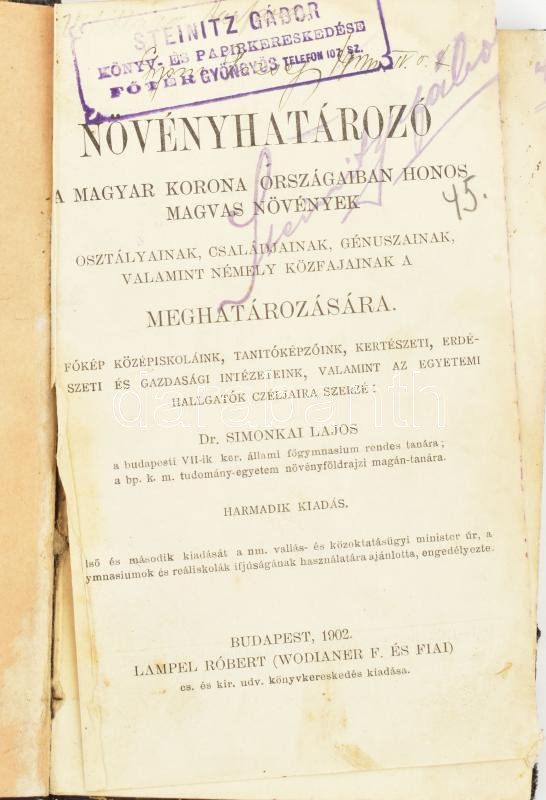 STEINITZ GÁBOR
KÖNYV- ÉS PAPIRKERESKEDÉSE
FŐTÉR GYÖNGYÖS TELEFON 107 SZ.
NÖVÉNYHATÁROZÓ
A MAGYAR KORONA ORSZÁGAIBAN HONOS
MAGVAS NÖVÉNYEK
45.
OSZTÁLYAINAK, CSALÁDJAINAK, GÉNUSZAINAK,
VALAMINT NÉMELY KÖZFAJAINAK A
MEGHATÁROZÁSÁRA.
FŐKÉP KÖZÉPISKOLÁINK, TANITÓKÉPZŐINK, KERTÉSZETI, ERDÉ-
SZETI ÉS GAZDASÁGI INTÉZETEINK, VALAMINT AZ EGYETEMI
HALLGATÓK CZÉLJAIRA SZERZÉ:
darabanth
Dr. SIMONKAI LAJOS
a budapesti VII-ik ker. állami főgymnasium rendes tanára;
a bp. k. m. tudomány-egyetem növényföldrajzi magán-tanára.
HARMADIK KIADÁS.
lső és második kiadását a nm. vallás- és közoktatásügyi minister úr, a
ymnasiumok és reáliskolák ifjúságának használatára ajánlotta, engedélyezte.
BUDAPEST, 1902.
LAMPEL RÓBERT (WODIANER F. ÉS FIAI)
cs. és kir. udv. könyvkereskedés kiadása.